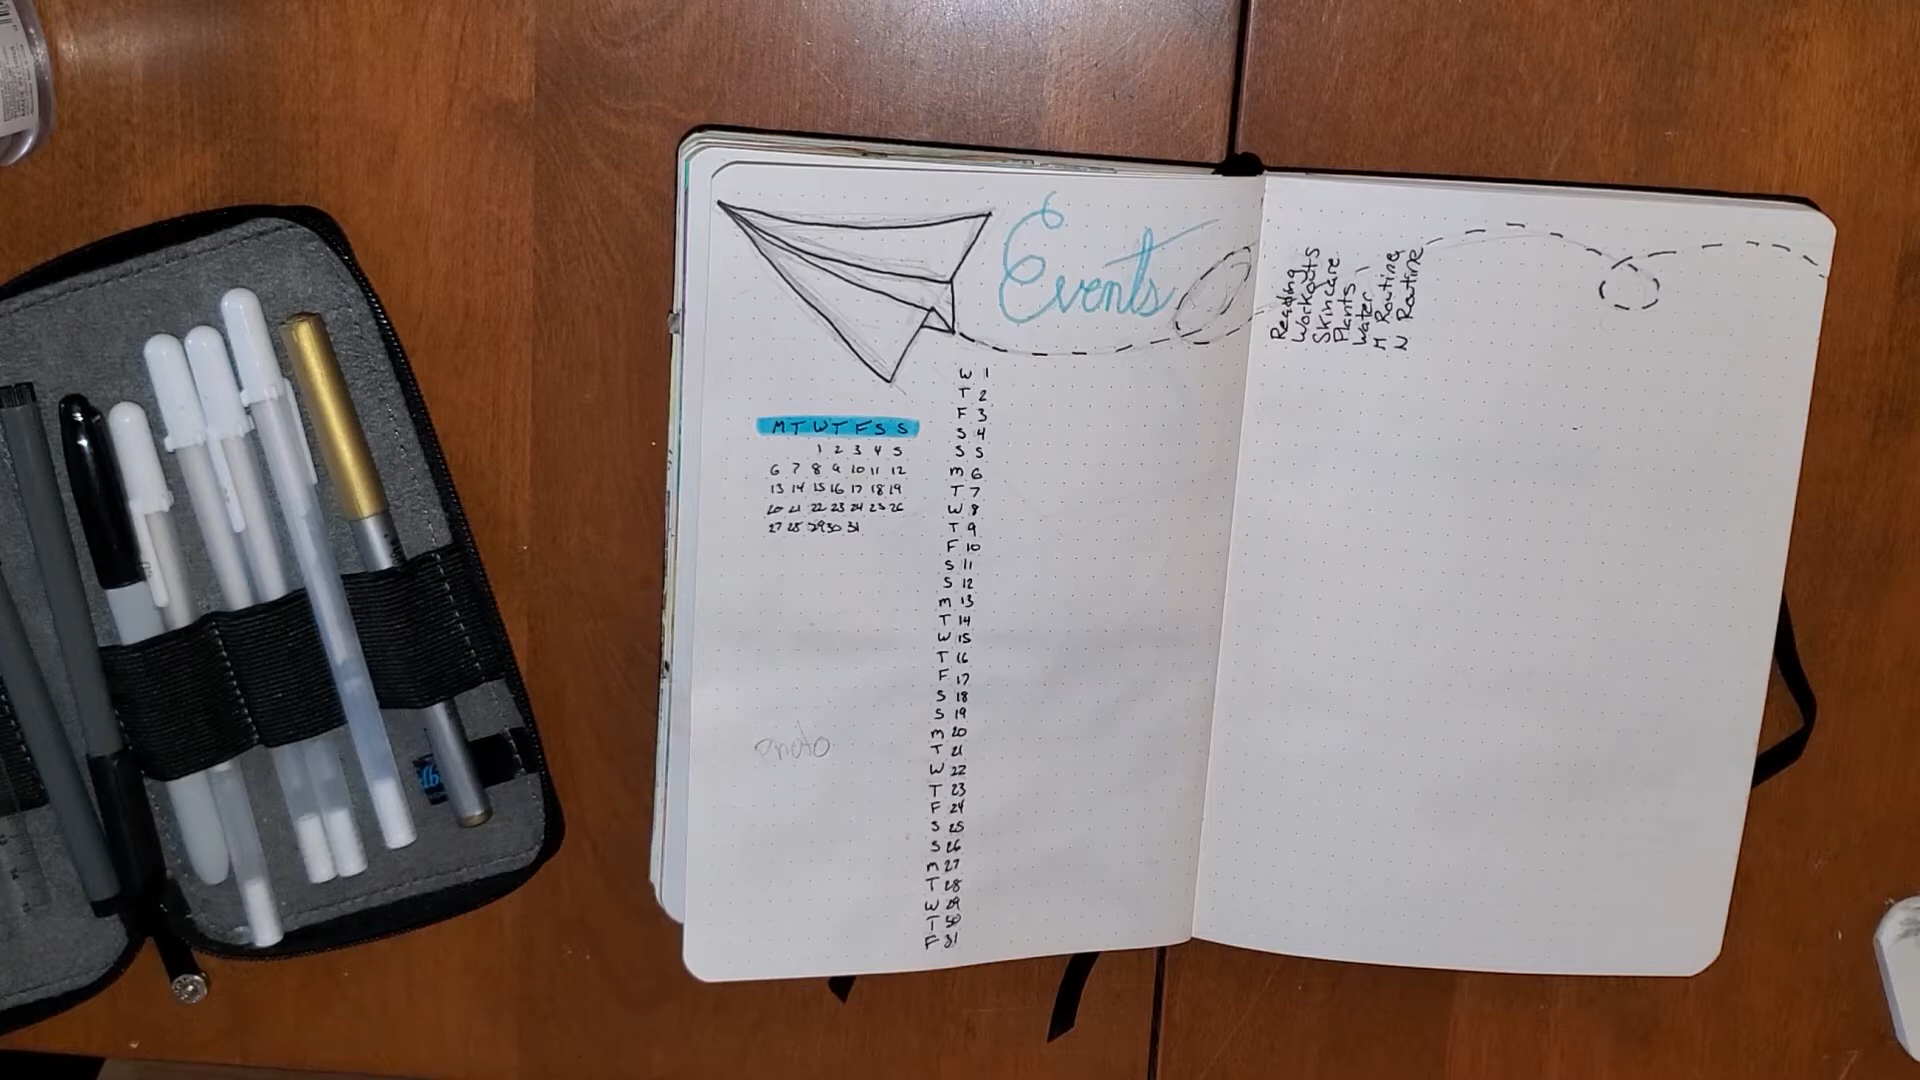 Events
M T W T F S S
1 2 3 4 5
6 7 8 9 10 11 12
13 14 15 16 17 18 19
20 21 22 23 24 25 26
27 28 29 30 31
W 1
T 2
F 3
S 4
S 5
M 6
T 7
W 8
T 9
F 10
S 11
S 12
M 13
T 14
W 15
T 16
F 17
S 18
S 19
M 20
T 21
W 22
T 23
F 24
S 25
S 26
M 27
T 28
W 29
T 30
F 31
Reading
Workouts
Skincare
Plants
Water
M Routine
N Routine